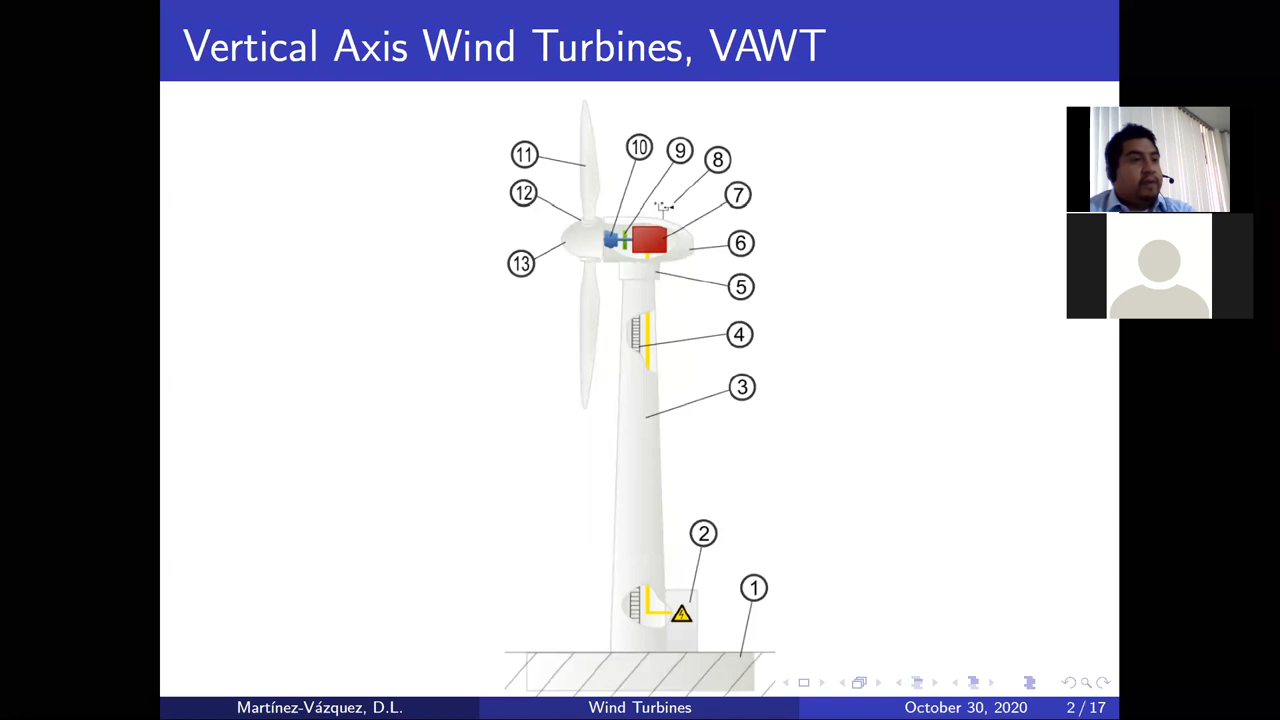 Vertical Axis Wind Turbines, VAWT
11
10
9
8
12
7
13
6
5
4
3
2
1
Martínez-Vázquez, D.L.
Wind Turbines
October 30, 2020
2 / 17